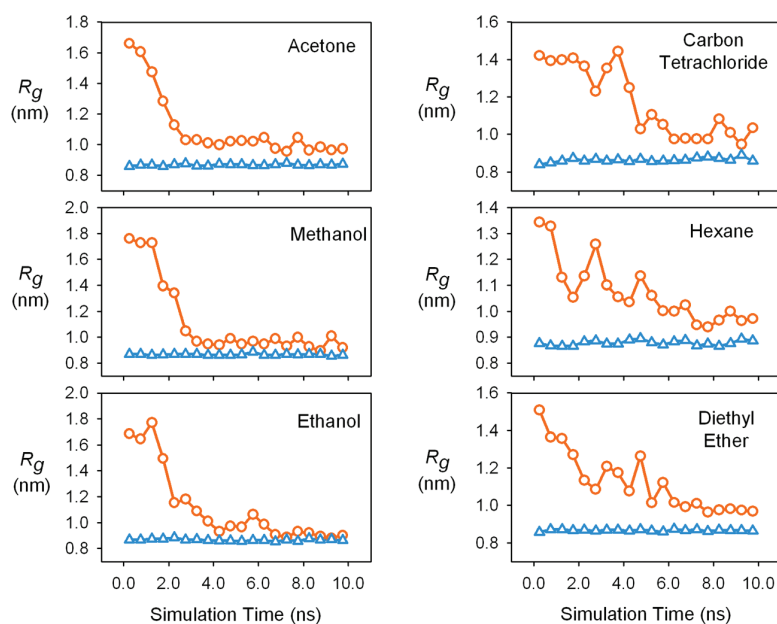 1.8
1.6
1.4
1.2
1.0
0.8
Rg
(nm)
Acetone
2.0
1.8
1.6
1.4
1.2
1.0
0.8
Rg
(nm)
Methanol
2.0
1.8
1.6
1.4
1.2
1.0
0.8
Rg
(nm)
Ethanol
0.0 2.0 4.0 6.0 8.0 10.0
Simulation Time (ns)
1.6
1.4
1.2
1.0
0.8
Rg
(nm)
Carbon
Tetrachloride
1.4
1.3
1.2
1.1
1.0
0.9
0.8
Rg
(nm)
Hexane
1.6
1.4
1.2
1.0
0.8
Rg
(nm)
Diethyl
Ether
0.0 2.0 4.0 6.0 8.0 10.0
Simulation Time (ns)